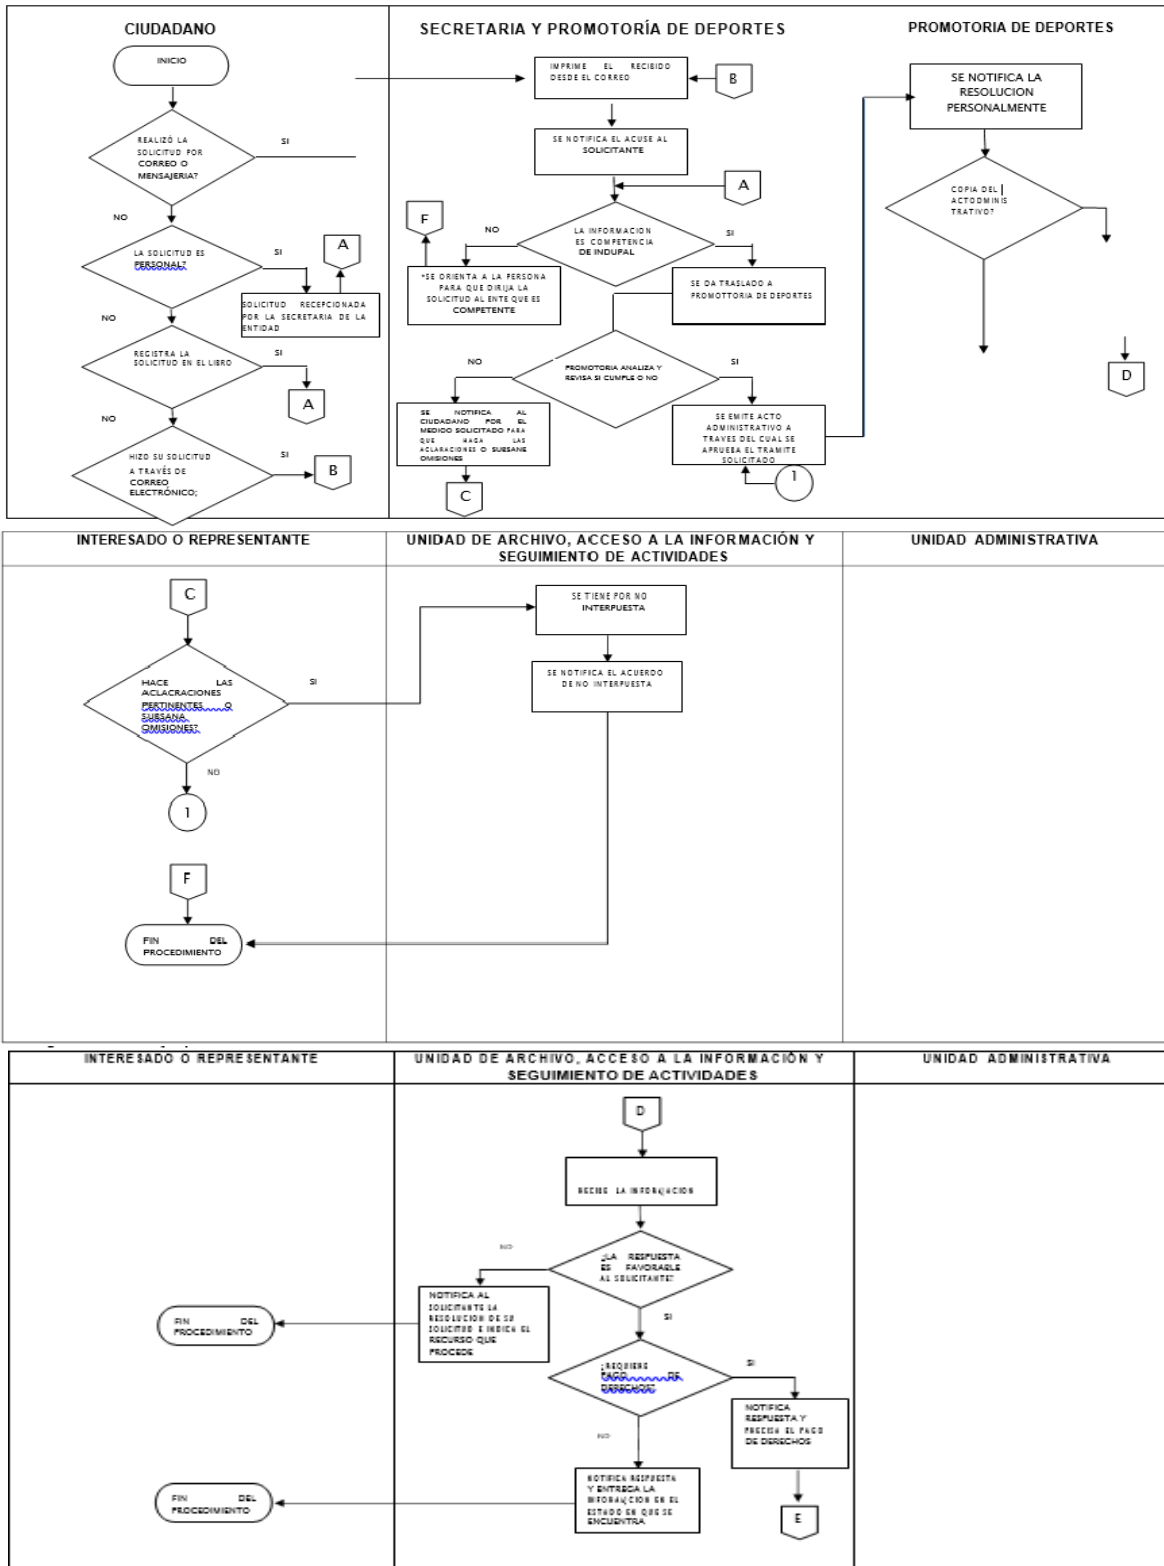 CIUDADANO
INICIO
REALIZÓ LA
SOLICITUD POR
CORREO O
MENSAJERIA?
SI
NO
LA SOLICITUD ES
PERSONAL?
SI
A
SOLICITUD RECEPCIONADA
POR LA SECRETARIA DE LA
ENTIDAD
NO
REGISTRA LA
SOLICITUD EN EL LIBRO
SI
A
NO
HIZO SU SOLICITUD
A TRAVÉS DE
CORREO
ELECTRÓNICO;
SI
B
SECRETARIA Y PROMOTORÍA DE DEPORTES
IMPRIME EL RECIBIDO
DESDE EL CORREO
B
SE NOTIFICA EL ACUSE AL
SOLICITANTE
A
F
NO
LA INFORMACION
ES COMPETENCIA
DE INDUPAL
SI
*SE ORIENTA A LA PERSONA
PARA QUE DIRIJA LA
SOLICITUD AL ENTE QUE ES
COMPETENTE
SE DA TRASLADO A
PROMOTTORIA DE DEPORTES
NO
PROMOTORIA ANALIZA Y
REVISA SI CUMPLE O NO
SI
SE NOTIFICA AL
CIUDADANO POR EL
MEDICO SOLICITADO PARA
QUE HAGA LAS
ACLARACIONES O SUBSANE
OMISIONES
C
SE EMITE ACTO
ADMINISTRATIVO A
TRAVES DEL CUAL SE
APRUEBA EL TRAMITE
SOLICITADO
1
PROMOTORIA DE DEPORTES
SE NOTIFICA LA
RESOLUCION
PERSONALMENTE
COPIA DEL
ACTODMINIS
TRATIVO?
D
INTERESADO O REPRESENTANTE
UNIDAD DE ARCHIVO, ACCESO A LA INFORMACIÓN Y
SEGUIMIENTO DE ACTIVIDADES
UNIDAD ADMINISTRATIVA
C
HACE LAS
ACLACRACIONES
PERTINENTES O
SUBSANA
OMISIONES?
SI
NO
1
F
FIN DEL
PROCEDIMIENTO
SE TIENE POR NO
INTERPUESTA
SE NOTIFICA EL ACUERDO
DE NO INTERPUESTA
INTERESADO O REPRESENTANTE
UNIDAD DE ARCHIVO, ACCESO A LA INFORMACIÓN Y
SEGUIMIENTO DE ACTIVIDADES
UNIDAD ADMINISTRATIVA
D
RECIBE LA INFORMACION
NO
¿LA RESPUESTA
ES FAVORABLE
AL SOLICITANTE?
NOTIFICA AL
SOLICITANTE LA
RESOLUCION DE SU
SOLICITUD E INDICA EL
RECURSO QUE
PROCEDE
FIN DEL
PROCEDIMIENTO
SI
¿REQUIERE
PAGO DE
DERECHOS?
SI
NOTIFICA
RESPUESTA Y
PRECISA EL PAGO
DE DERECHOS
NO
NOTIFICA RESPUESTA
Y ENTREGA LA
INFORMACION EN EL
ESTADO EN QUE SE
ENCUENTRA
E
FIN DEL
PROCEDIMIENTO